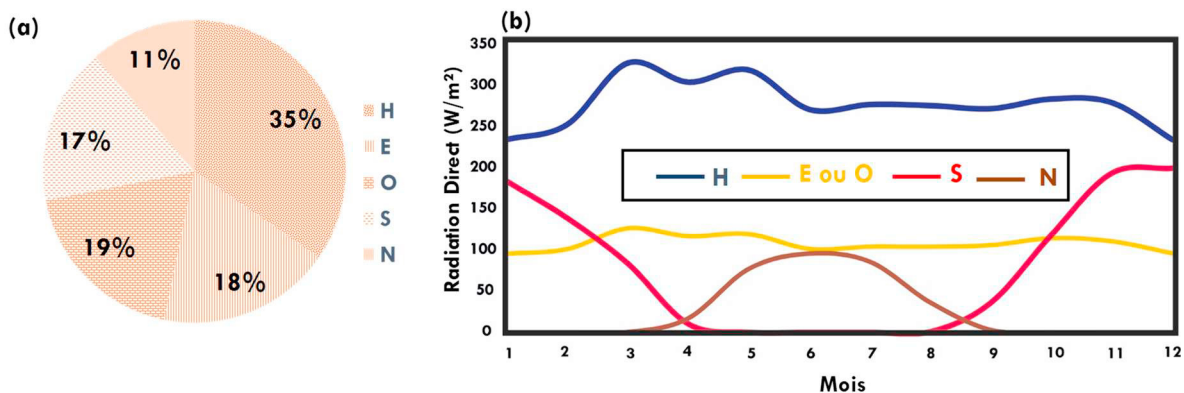 (a)
11%
35%
17%
19%
18%
H
E
O
S
N
(b)
Radiation Direct (W/m²)
350
300
250
200
150
100
50
0
H E ou O S N
1 2 3 4 5 6 7 8 9 10 11 12
Mois